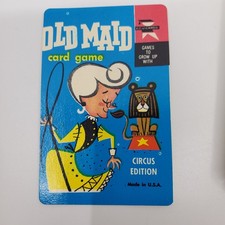 OLD MAID
card game
GAMES
TO
GROW UP
WITH
CIRCUS
EDITION
Made in U.S.A.